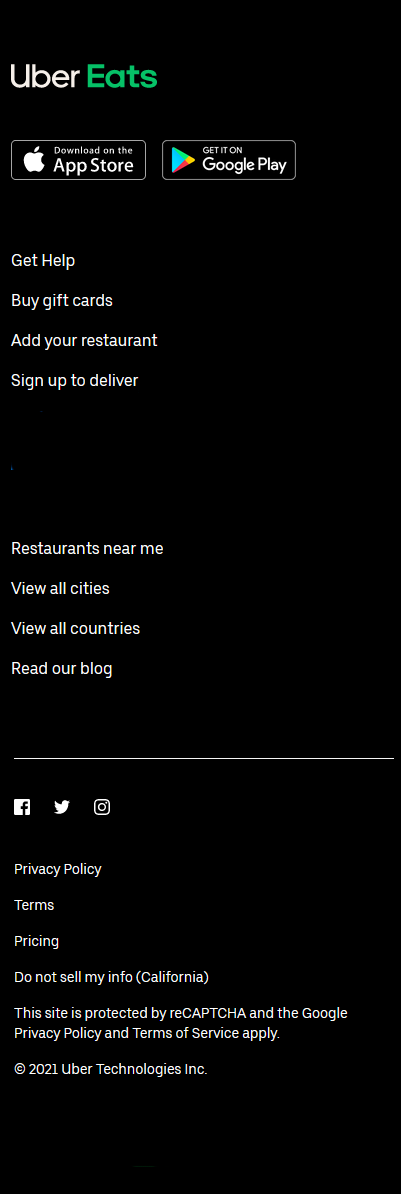 Uber Eats
Download on the
App Store
GET IT ON
Google Play
Get Help
Buy gift cards
Add your restaurant
Sign up to deliver
Restaurants near me
View all cities
View all countries
Read our blog
Privacy Policy
Terms
Pricing
Do not sell my info (California)
This site is protected by reCAPTCHA and the Google
Privacy Policy and Terms of Service apply.
© 2021 Uber Technologies Inc.